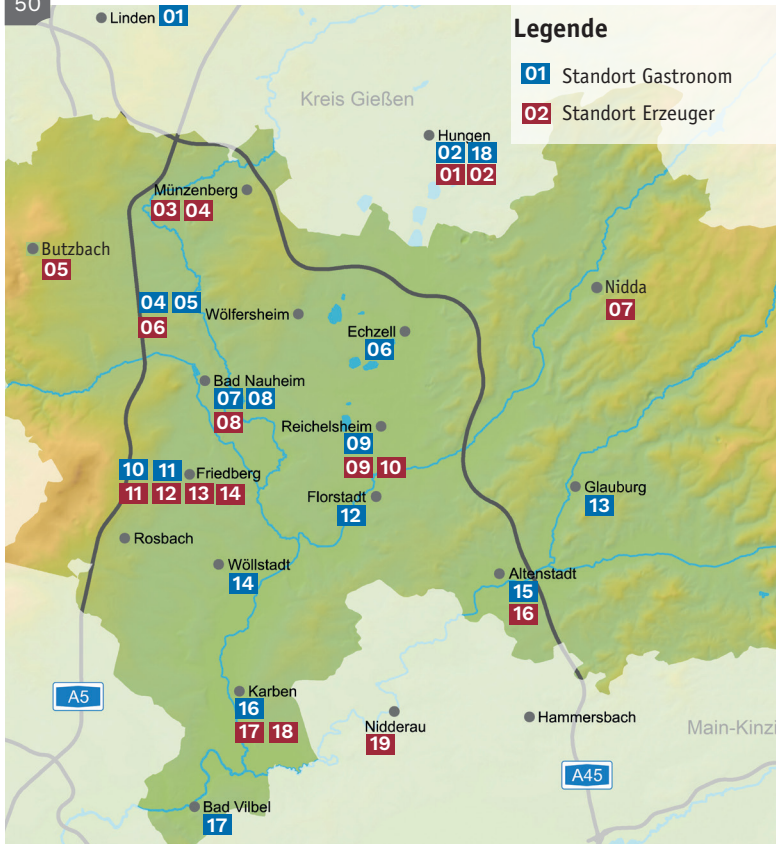 50
Linden 01
Legende
01 Standort Gastronom
02 Standort Erzeuger
Kreis Gießen
Hungen
02 18
01 02
Münzenberg
03 04
Butzbach
05
04 05
06
Wölfersheim
Echzell
06
Nidda
07
Bad Nauheim
07 08
08
Reichelsheim
09
09 10
10 11 Friedberg
11 12 13 14
Florstadt
12
Glauburg
13
Rosbach
Wöllstadt
14
Altenstadt
15
16
A5
Karben
16
17 18
Nidderau
19
Hammersbach
Main-Kinzi
A45
Bad Vilbel
17